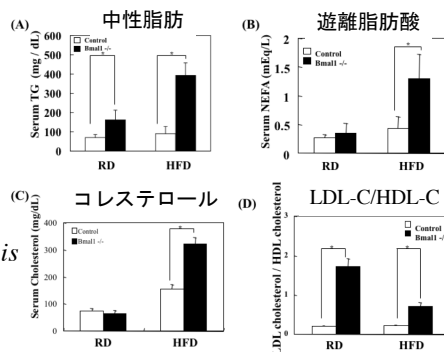 (A) 中性脂肪
Control
Bmal1 -/-
Serum TG (mg / dL)
600
500
400
300
200
100
0
*
*
RD HFD
(B) 遊離脂肪酸
Control
Bmal1 -/-
Serum NEFA (mEq/L)
2
1.5
1
0.5
0
*
RD HFD
(C) コレステロール
Control
Bmal1 -/-
Serum Cholesterol (mg/dL)
400
300
200
100
0
*
RD HFD
is
(D) LDL-C/HDL-C
Control
Bmal1 -/
LDL cholesterol / HDL cholesterol
3
2
1
0
*
*
RD HFD